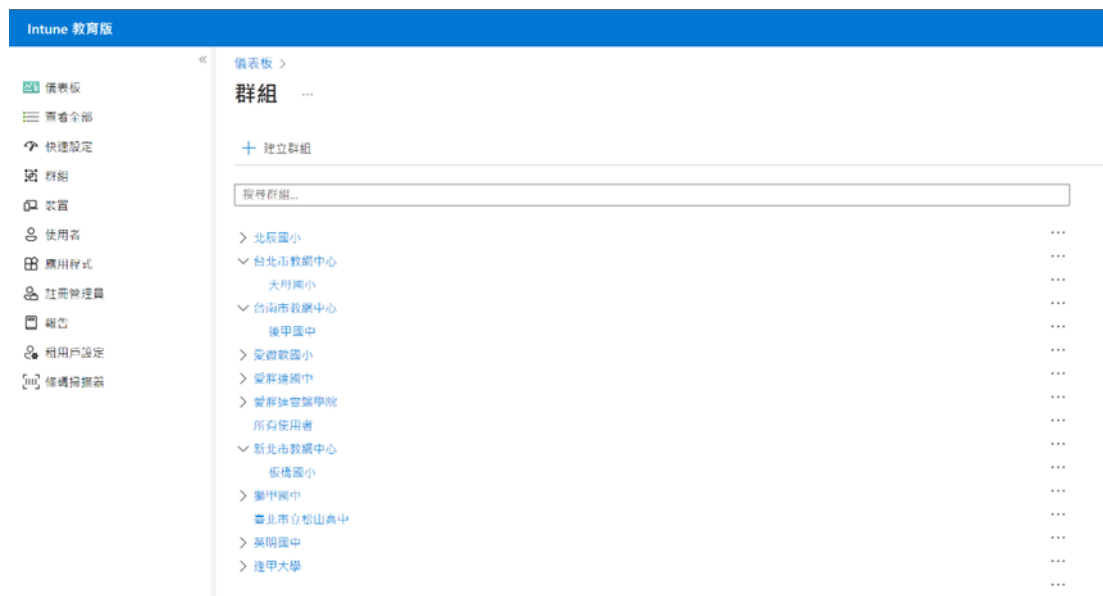 Intune 教育版
«
儀表板
查看全部
快速設定
群組
裝置
使用者
應用程式
註冊管理員
報告
租用戶設定
條碼掃描器
儀表板 >
群組 ...
+ 建立群組
搜尋群組...
北辰國小
台北市教網中心
天母國小
台南市教網中心
後甲國中
愛微軟國小
愛群達國中
愛群達雲端學院
所有使用者
新北市教網中心
板橋國小
獅甲國中
臺北市立松山高中
英明國中
逢甲大學